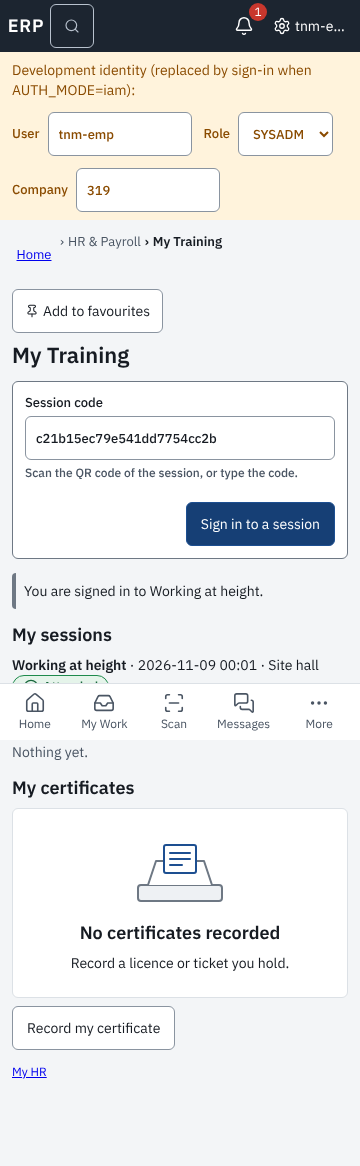 ERP
1
tnm-e...
Development identity (replaced by sign-in when
AUTH_MODE=iam):
User tnm-emp Role SYSADM
Company 319
Home › HR & Payroll › My Training
Add to favourites
My Training
Session code
c21b15ec79e541dd7754cc2b
Scan the QR code of the session, or type the code.
Sign in to a session
You are signed in to Working at height.
My sessions
Working at height · 2026-11-09 00:01 · Site hall
Home My Work Scan Messages More
Nothing yet.
My certificates
No certificates recorded
Record a licence or ticket you hold.
Record my certificate
My HR